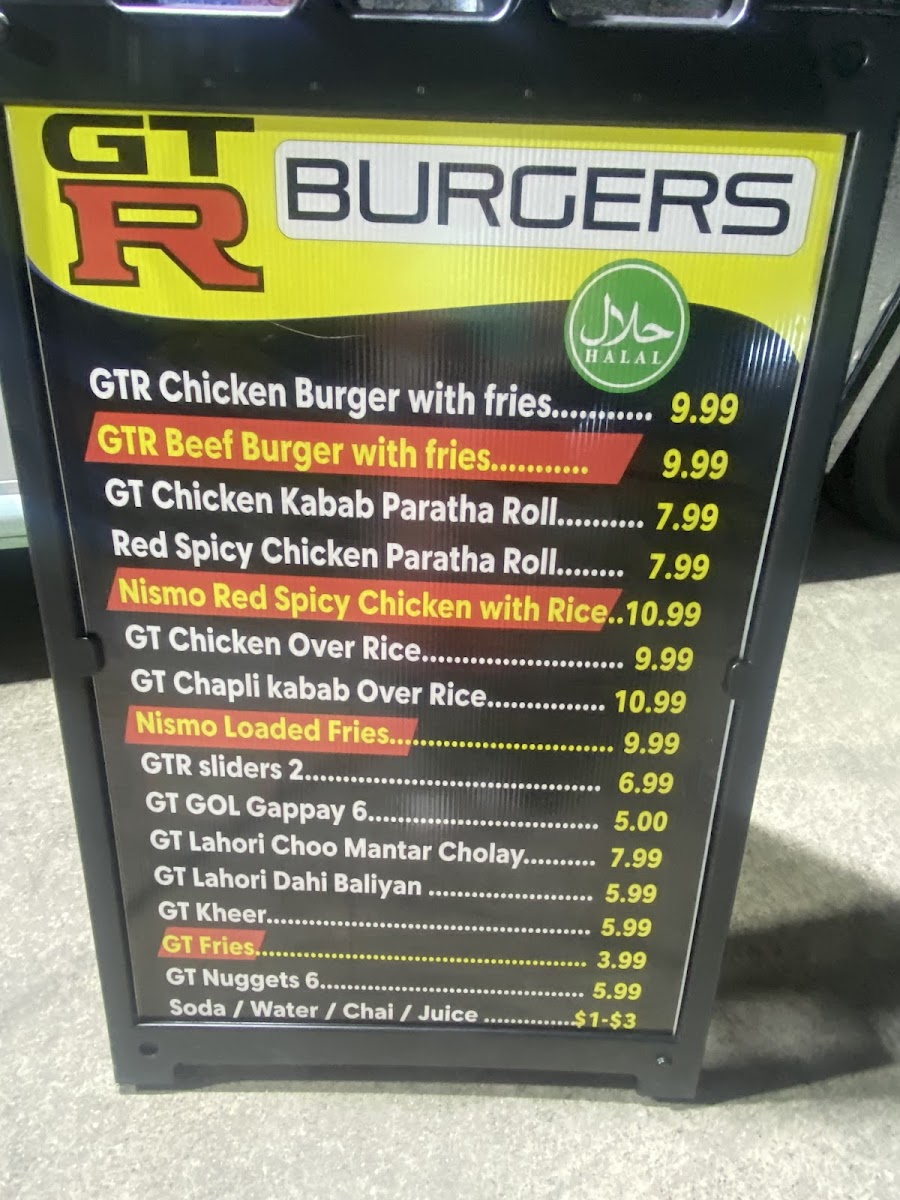 GT
R
BURGERS
حلال
HALAL
GTR Chicken Burger with fries............ 9.99
GTR Beef Burger with fries............ 9.99
GT Chicken Kabab Paratha Roll.......... 7.99
Red Spicy Chicken Paratha Roll........ 7.99
Nismo Red Spicy Chicken with Rice..10.99
GT Chicken Over Rice......................... 9.99
GT Chapli kabab Over Rice............... 10.99
Nismo Loaded Fries............................ 9.99
GTR sliders 2...................................... 6.99
GT GOL Gappay 6.............................. 5.00
GT Lahori Choo Mantar Cholay.......... 7.99
GT Lahori Dahi Baliyan ...................... 5.99
GT Kheer........................................... 5.99
GT Fries............................................. 3.99
GT Nuggets 6.................................... 5.99
Soda / Water / Chai / Juice .............$1-$3